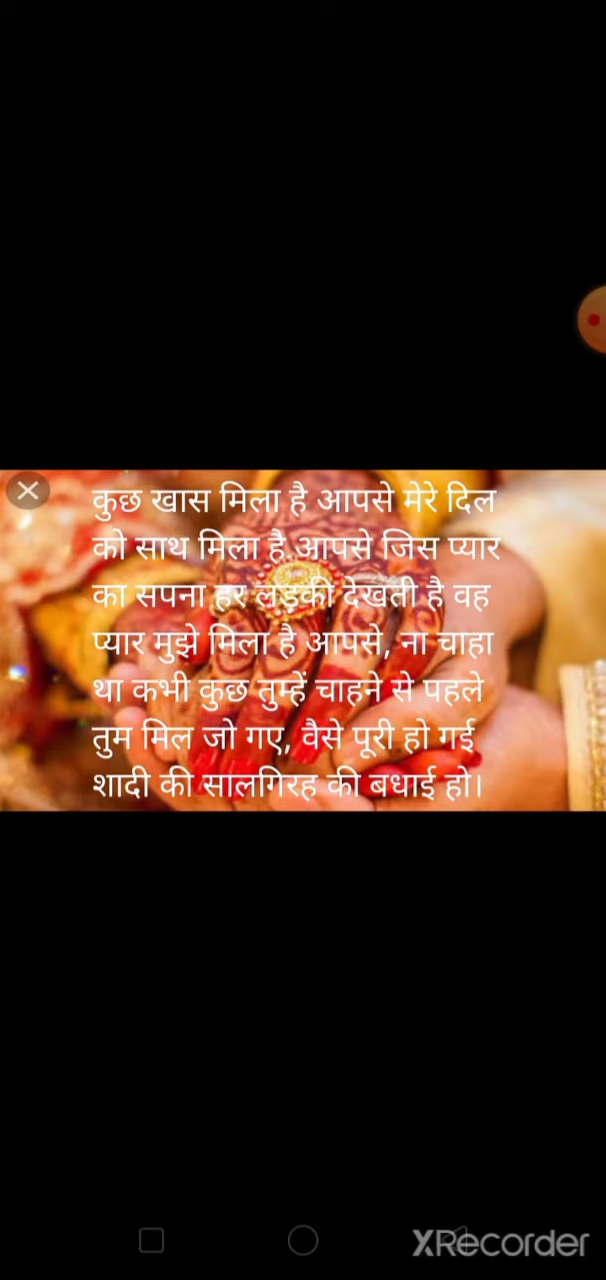 कुछ खास मिला है आपसे मेरे दिल
को साथ मिला है आपसे जिस प्यार
का सपना हर लड़की देखती है वह
प्यार मुझे मिला है आपसे, ना चाहा
था कभी कुछ तुम्हें चाहने से पहले
तुम मिल जो गए, वैसे पूरी हो गई
शादी की सालगिरह की बधाई हो।
XRecorder